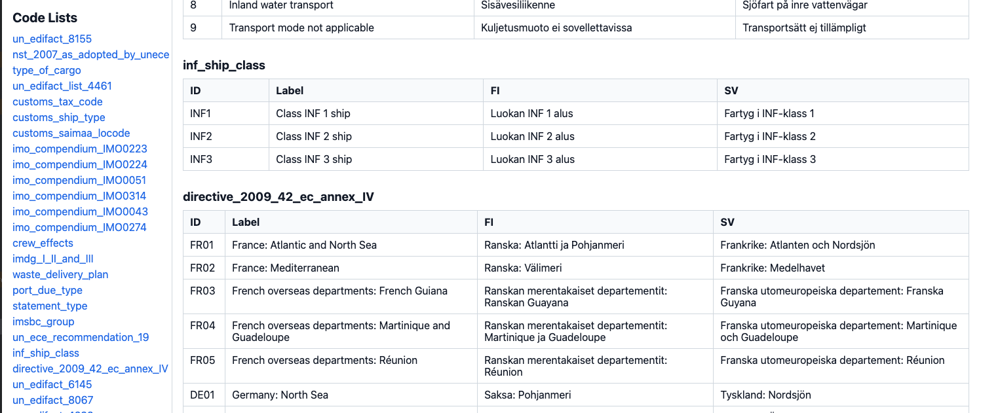 Code Lists
un_edifact_8155
nst_2007_as_adopted_by_unece
type_of_cargo
un_edifact_list_4461
customs_tax_code
customs_ship_type
customs_saimaa_locode
imo_compendium_IMO0223
imo_compendium_IMO0224
imo_compendium_IMO0051
imo_compendium_IMO0314
imo_compendium_IMO0043
imo_compendium_IMO0274
crew_effects
imdg_I_II_and_III
waste_delivery_plan
port_due_type
statement_type
imsbc_group
un_ece_recommendation_19
inf_ship_class
directive_2009_42_ec_annex_IV
un_edifact_6145
un_edifact_8067
8 Inland water transport Sisävesiliikenne Sjöfart på inre vattenvägar
9 Transport mode not applicable Kuljetusmuoto ei sovellettavissa Transportsätt ej tillämpligt
inf_ship_class
ID Label FI SV
INF1 Class INF 1 ship Luokan INF 1 alus Fartyg i INF-klass 1
INF2 Class INF 2 ship Luokan INF 2 alus Fartyg i INF-klass 2
INF3 Class INF 3 ship Luokan INF 3 alus Fartyg i INF-klass 3
directive_2009_42_ec_annex_IV
ID Label FI SV
FR01 France: Atlantic and North Sea Ranska: Atlantti ja Pohjanmeri Frankrike: Atlanten och Nordsjön
FR02 France: Mediterranean Ranska: Välimeri Frankrike: Medelhavet
FR03 French overseas departments: French Guiana Ranskan merentakaiset departementit: Franska utomeuropeiska departement: Franska
Ranskan Guayana Guyana
FR04 French overseas departments: Martinique and Ranskan merentakaiset departementit: Franska utomeuropeiska departement: Martinique
Guadeloupe Martinique ja Guadeloupe och Guadeloupe
FR05 French overseas departments: Réunion Ranskan merentakaiset departementit: Franska utomeuropeiska departement: Réunion
Réunion
DE01 Germany: North Sea Saksa: Pohjanmeri Tyskland: Nordsjön